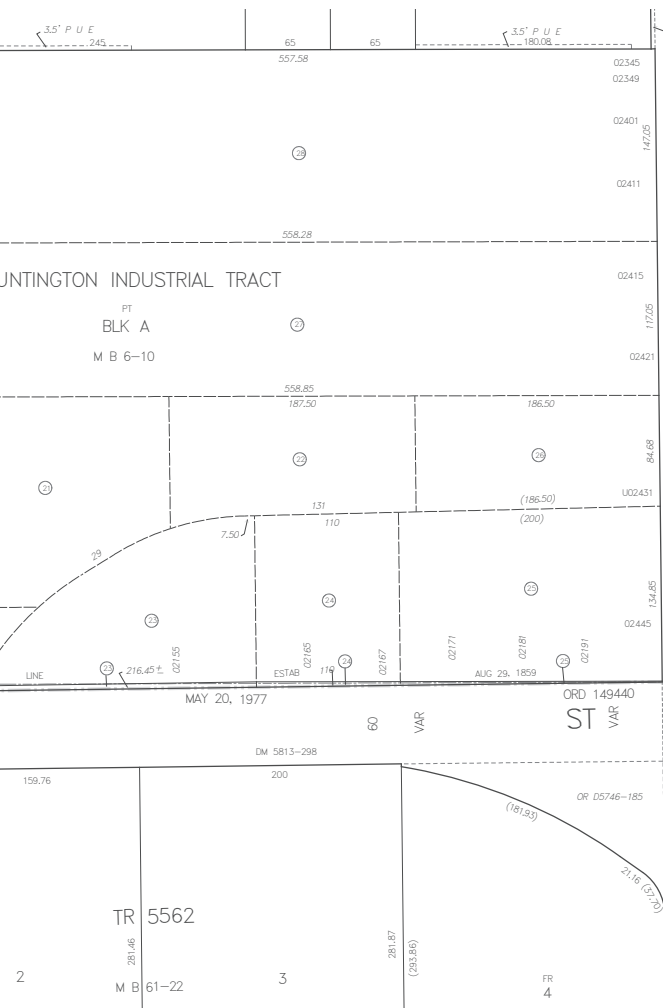 3.5' P U E
3.5' P U E
245
65
65
180.08
557.58
02345
02349
02401
147.05
28
02411
558.28
UNTINGTON INDUSTRIAL TRACT
02415
PT
BLK A
27
117.05
M B 6-10
02421
558.85
187.50
186.50
84.68
22
26
21
U02431
131
(186.50)
110
(200)
7.50
29
25
134.85
24
23
02445
02155
02165
02167
02171
02181
02191
23
216.45±
24
25
LINE
ESTAB
110
AUG 29, 1859
MAY 20, 1977
ORD 149440
60
VAR
ST
VAR
DM 5813-298
159.76
200
OR D5746-185
(181.93)
21.16 (37.70)
TR 5562
281.46
281.87
(293.86)
2
M B 61-22
3
FR
4